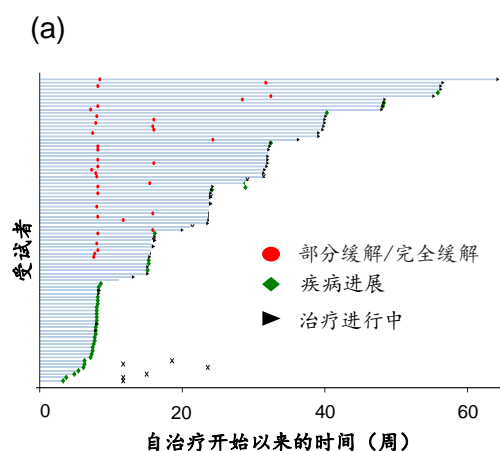 (a)
受试者
部分缓解/完全缓解
疾病进展
治疗进行中
0 20 40 60
自治疗开始以来的时间（周）